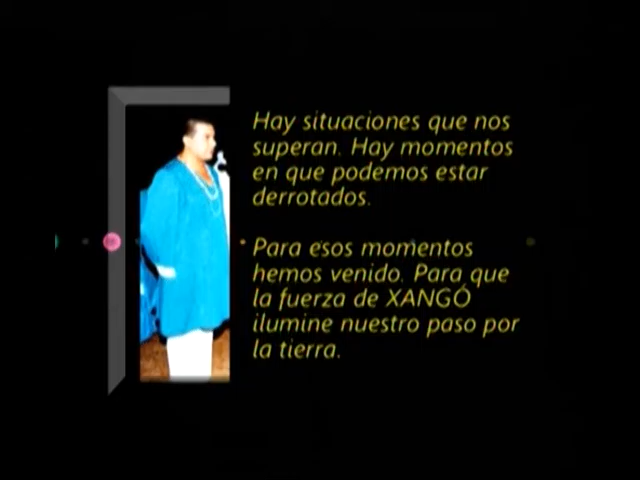 Hay situaciones que nos
superan. Hay momentos
en que podemos estar
derrotados.
Para esos momentos
hemos venido. Para que
la fuerza de XANGÓ
ilumine nuestro paso por
la tierra.